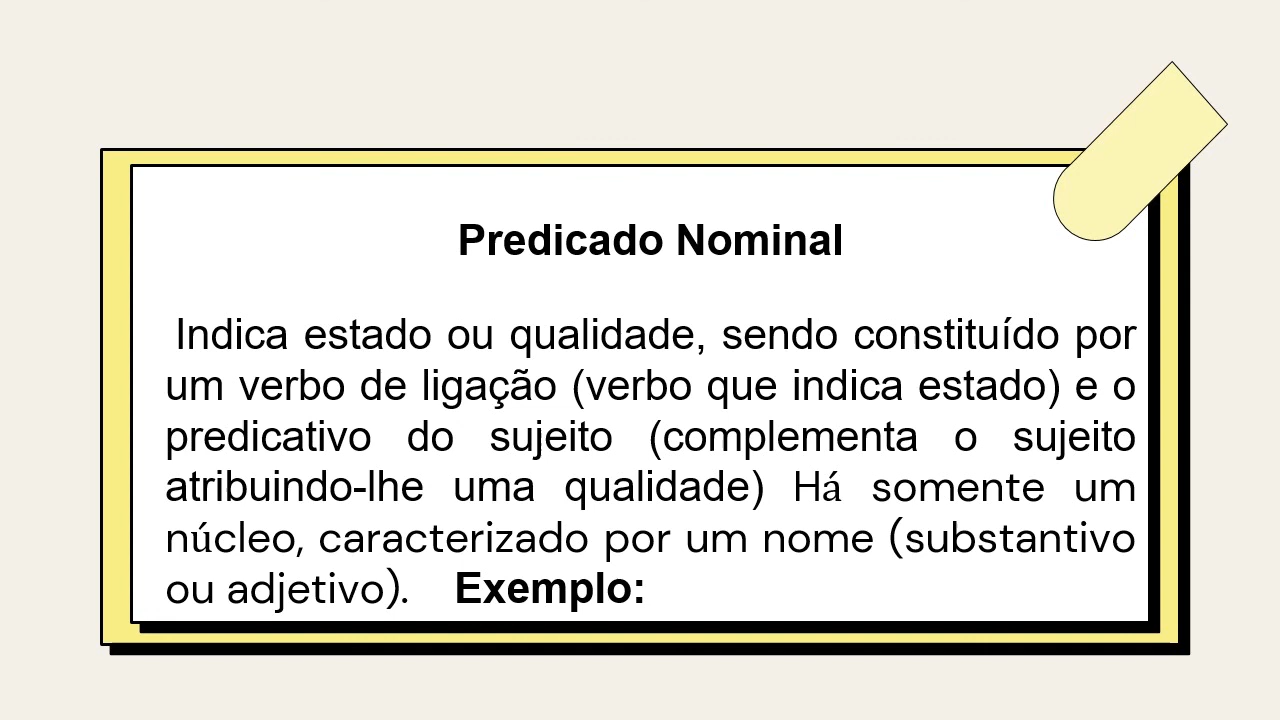 Predicado Nominal
Indica estado ou qualidade, sendo constituído por
um verbo de ligação (verbo que indica estado) e o
predicativo do sujeito (complementa o sujeito
atribuindo-lhe uma qualidade) Há somente um
núcleo, caracterizado por um nome (substantivo
ou adjetivo). Exemplo: